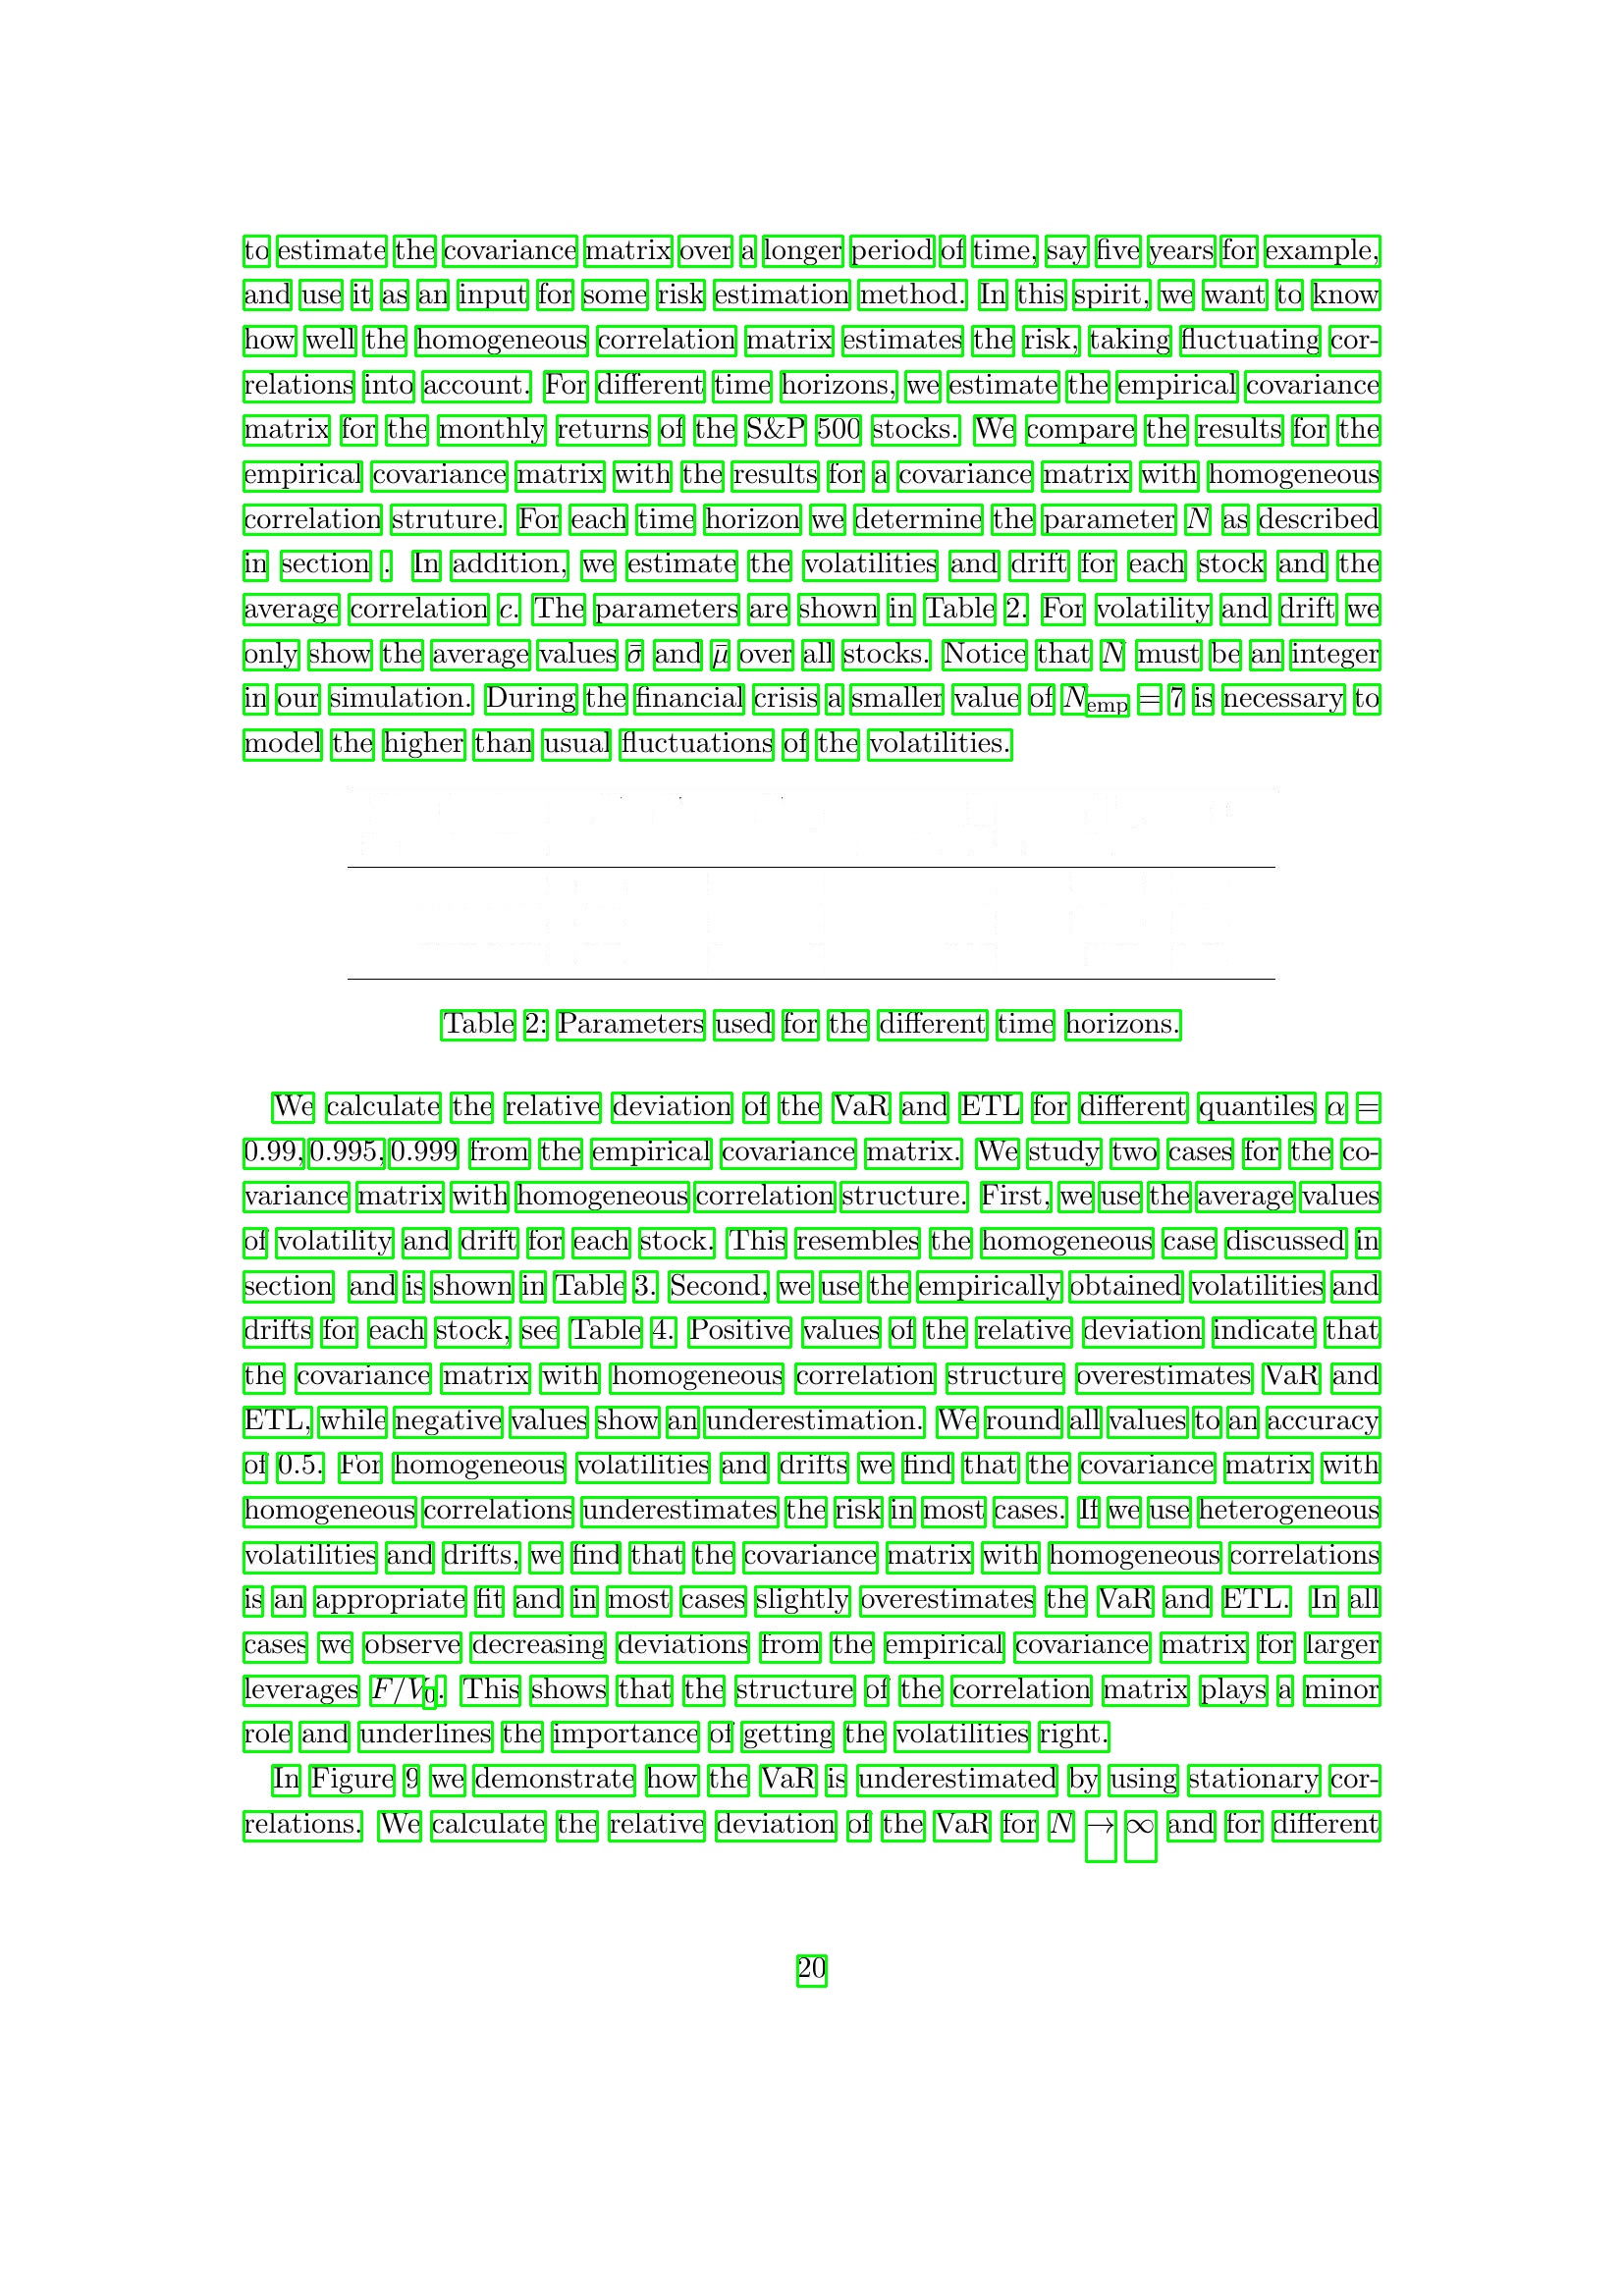 to estimate the covariance matrix over a longer period of time, say five years for example,
and use it as an input for some risk estimation method. In this spirit, we want to know
how well the homogeneous correlation matrix estimates the risk, taking fluctuating cor-
relations into account. For different time horizons, we estimate the empirical covariance
matrix for the monthly returns of the S&P 500 stocks. We compare the results for the
empirical covariance matrix with the results for a covariance matrix with homogeneous
correlation struture. For each time horizon we determine the parameter N as described
in section . In addition, we estimate the volatilities and drift for each stock and the
average correlation c. The parameters are shown in Table 2. For volatility and drift we
only show the average values σ̄ and μ̄ over all stocks. Notice that N must be an integer
in our simulation. During the financial crisis a smaller value of N_emp = 7 is necessary to
model the higher than usual fluctuations of the volatilities.
Table 2: Parameters used for the different time horizons.
We calculate the relative deviation of the VaR and ETL for different quantiles α =
0.99, 0.995, 0.999 from the empirical covariance matrix. We study two cases for the co-
variance matrix with homogeneous correlation structure. First, we use the average values
of volatility and drift for each stock. This resembles the homogeneous case discussed in
section and is shown in Table 3. Second, we use the empirically obtained volatilities and
drifts for each stock, see Table 4. Positive values of the relative deviation indicate that
the covariance matrix with homogeneous correlation structure overestimates VaR and
ETL, while negative values show an underestimation. We round all values to an accuracy
of 0.5. For homogeneous volatilities and drifts we find that the covariance matrix with
homogeneous correlations underestimates the risk in most cases. If we use heterogeneous
volatilities and drifts, we find that the covariance matrix with homogeneous correlations
is an appropriate fit and in most cases slightly overestimates the VaR and ETL. In all
cases we observe decreasing deviations from the empirical covariance matrix for larger
leverages F/V₀. This shows that the structure of the correlation matrix plays a minor
role and underlines the importance of getting the volatilities right.
In Figure 9 we demonstrate how the VaR is underestimated by using stationary cor-
relations. We calculate the relative deviation of the VaR for N → ∞ and for different
20